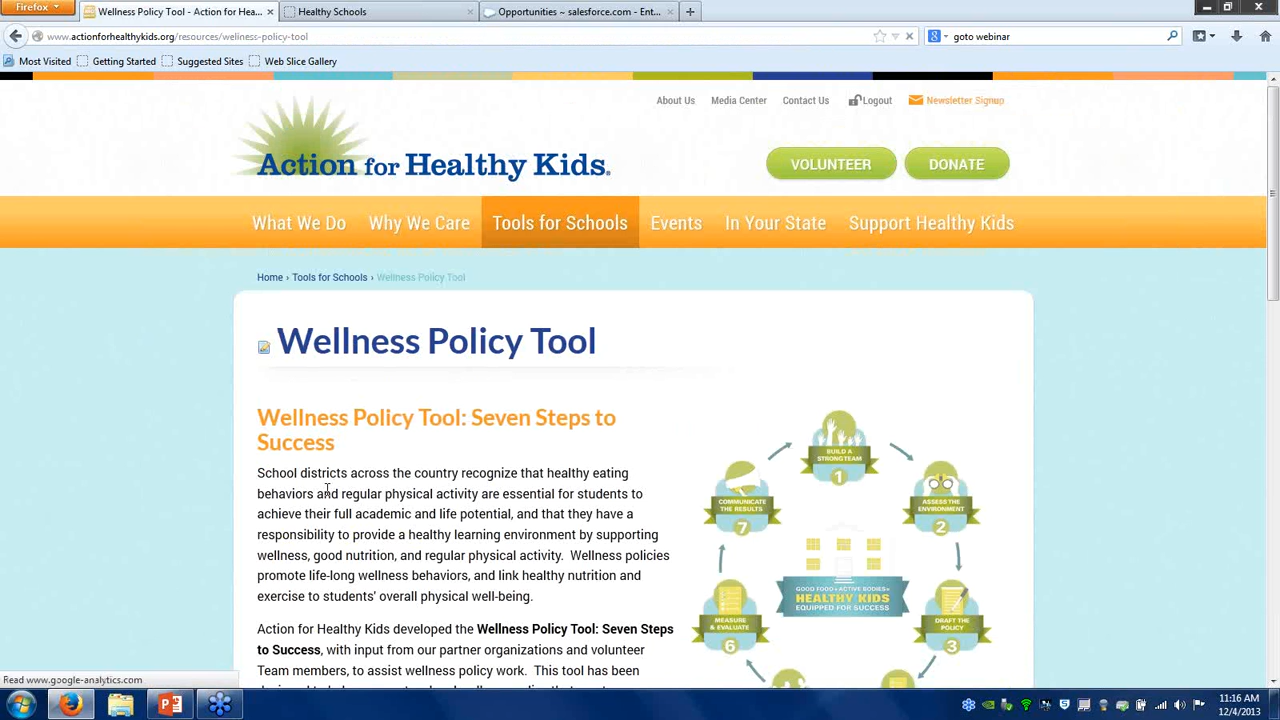 Firefox
Wellness Policy Tool - Action for Hea...
Healthy Schools
Opportunities ~ salesforce.com - Ent...
www.actionforhealthykids.org/resources/wellness-policy-tool
goto webinar
Most Visited
Getting Started
Suggested Sites
Web Slice Gallery
About Us
Media Center
Contact Us
Logout
Newsletter Signup
Action for Healthy Kids®
VOLUNTEER
DONATE
What We Do
Why We Care
Tools for Schools
Events
In Your State
Support Healthy Kids
Home › Tools for Schools › Wellness Policy Tool
Wellness Policy Tool
Wellness Policy Tool: Seven Steps to
Success
School districts across the country recognize that healthy eating
behaviors and regular physical activity are essential for students to
achieve their full academic and life potential, and that they have a
responsibility to provide a healthy learning environment by supporting
wellness, good nutrition, and regular physical activity.  Wellness policies
promote life-long wellness behaviors, and link healthy nutrition and
exercise to students' overall physical well-being.
Action for Healthy Kids developed the Wellness Policy Tool: Seven Steps
to Success, with input from our partner organizations and volunteer
Team members, to assist wellness policy work.  This tool has been
BUILD A
STRONG TEAM
1
ASSESS THE
ENVIRONMENT
2
DRAFT THE
POLICY
3
MEASURE
& EVALUATE
6
COMMUNICATE
THE RESULTS
7
GOOD FOOD + ACTIVE BODIES =
HEALTHY KIDS
EQUIPPED FOR SUCCESS
Read www.google-analytics.com
11:16 AM
12/4/2013